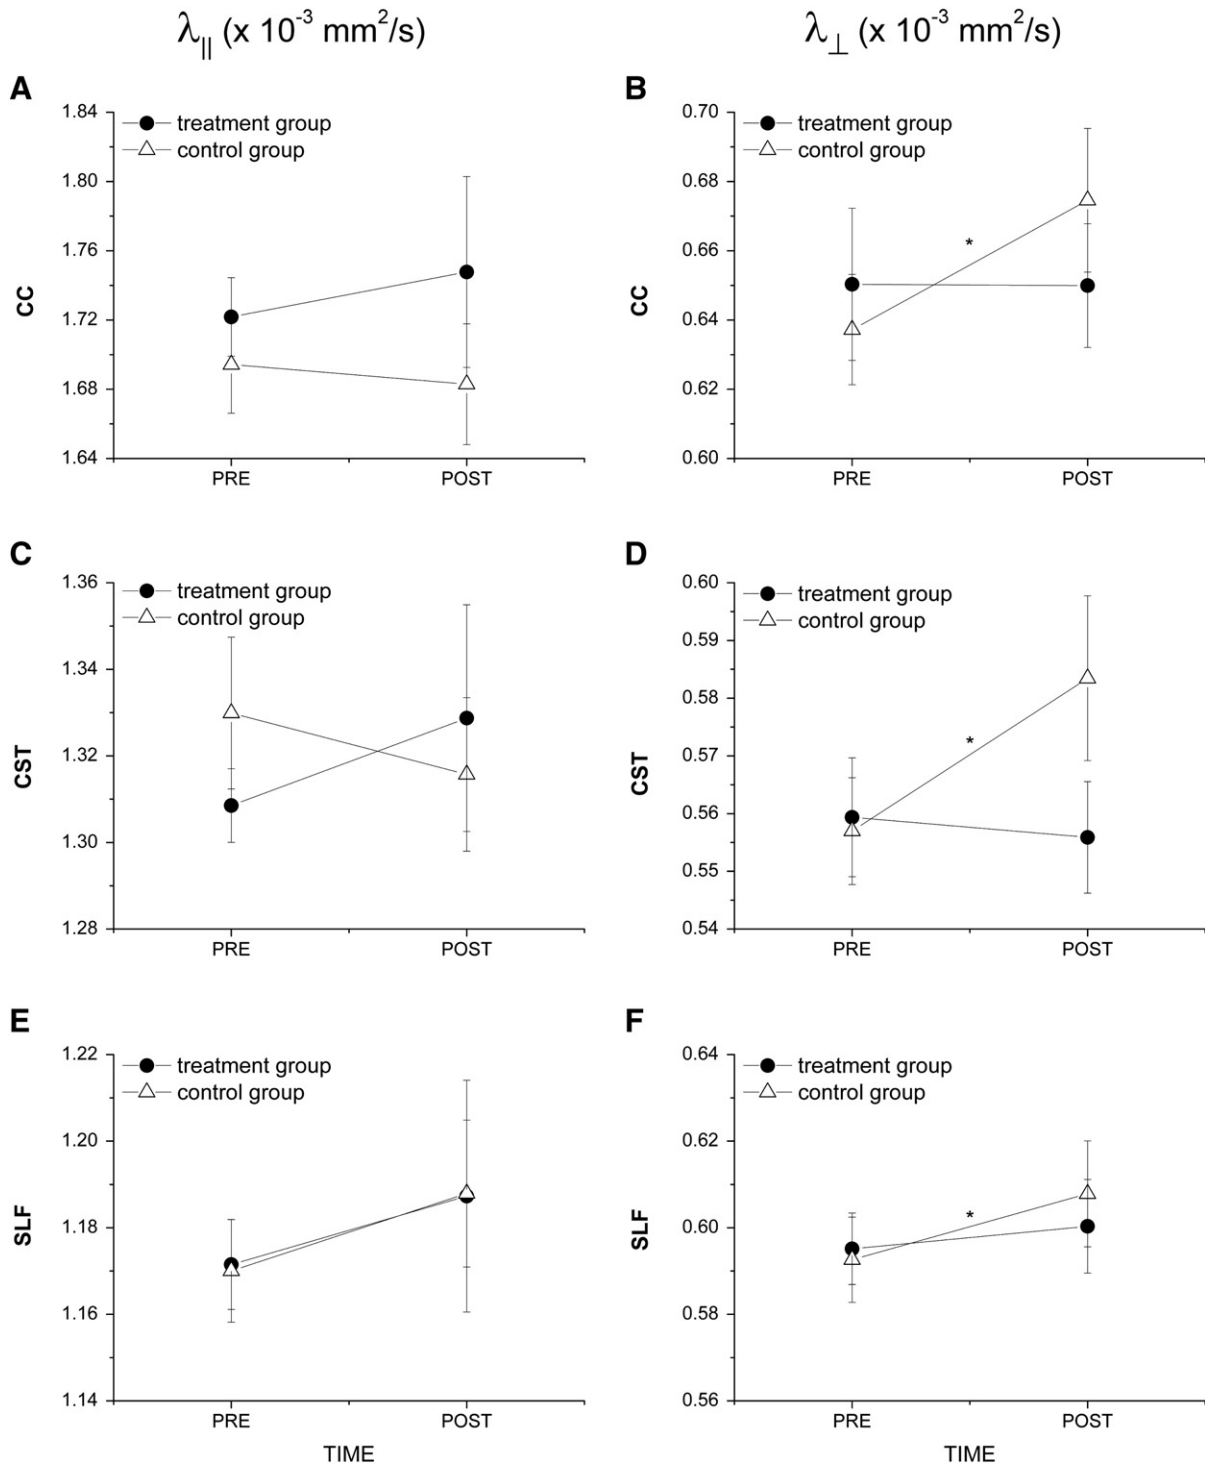 λ|| (x 10-3 mm2/s)
λ⊥ (x 10-3 mm2/s)
A
1.84
1.80
1.76
1.72
1.68
1.64
CC
treatment group
control group
PRE
POST
B
0.70
0.68
0.66
0.64
0.62
0.60
CC
treatment group
control group
*
PRE
POST
C
1.36
1.34
1.32
1.30
1.28
CST
treatment group
control group
PRE
POST
D
0.60
0.59
0.58
0.57
0.56
0.55
0.54
CST
treatment group
control group
*
PRE
POST
E
1.22
1.20
1.18
1.16
1.14
SLF
treatment group
control group
PRE
POST
TIME
F
0.64
0.62
0.60
0.58
0.56
SLF
treatment group
control group
*
PRE
POST
TIME